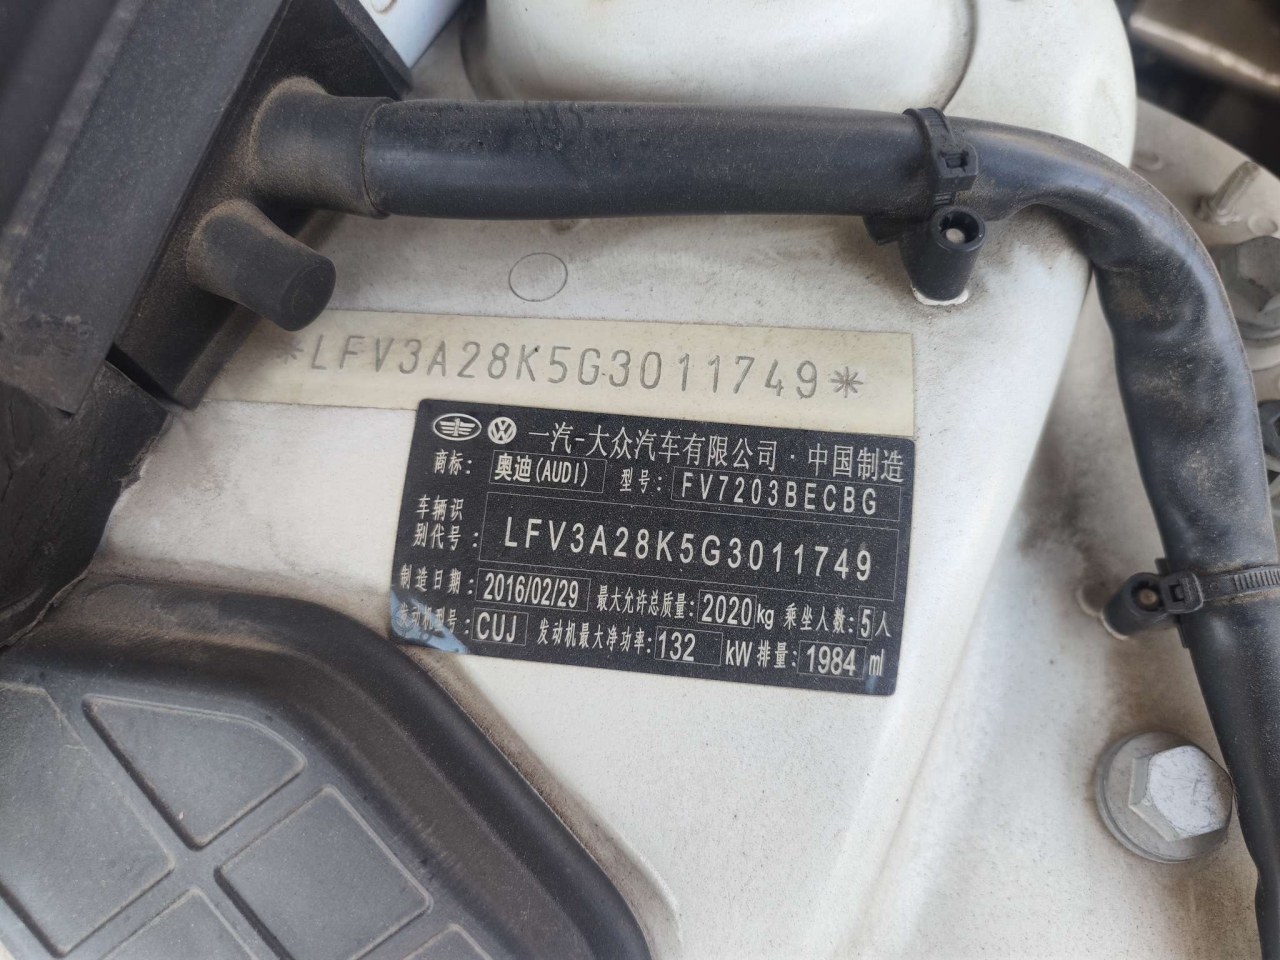 *LFV3A28K5G3011749*
一汽-大众汽车有限公司·中国制造
商标: 奥迪(AUDI) 型号: FV7203BECBG
车辆识别代号: LFV3A28K5G3011749
制造日期: 2016/02/29 最大允许总质量: 2020kg 乘坐人数: 5人
发动机型号: CUJ 发动机最大净功率: 132 kW 排量: 1984 ml